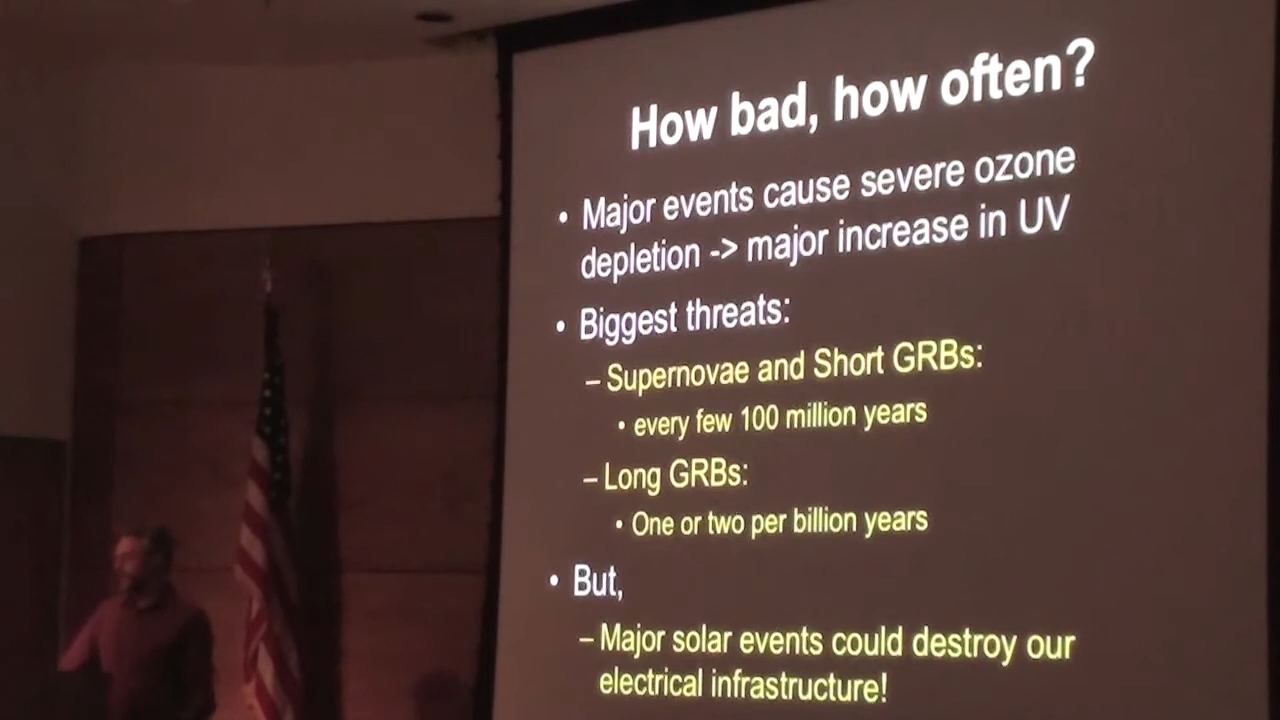 How bad, how often?
• Major events cause severe ozone
depletion -> major increase in UV
• Biggest threats:
– Supernovae and Short GRBs:
• every few 100 million years
– Long GRBs:
• One or two per billion years
• But,
– Major solar events could destroy our
electrical infrastructure!